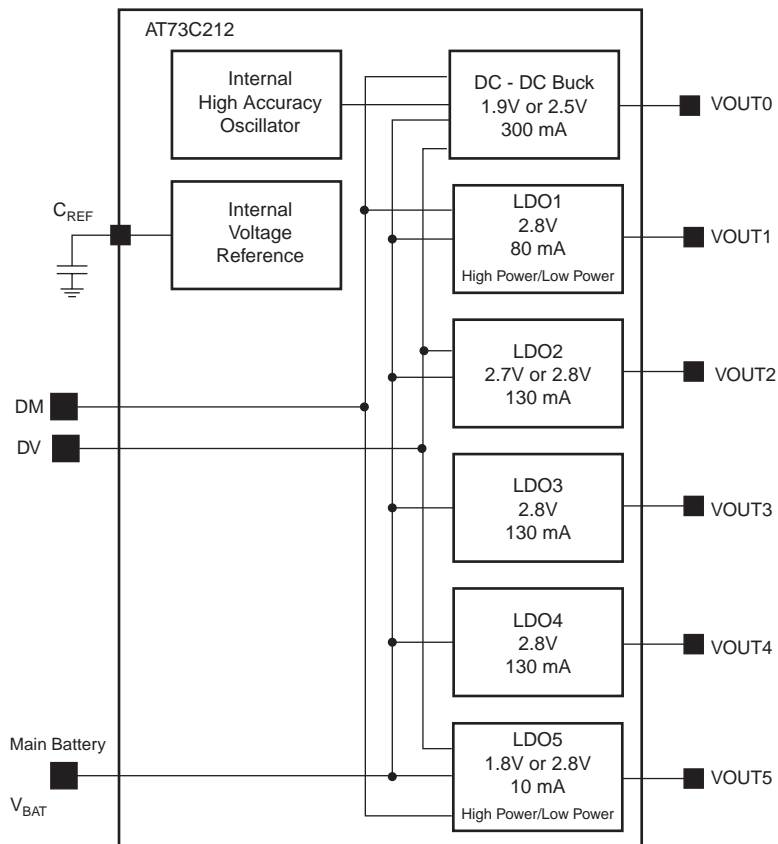 AT73C212
Internal
High Accuracy
Oscillator
DC - DC Buck
1.9V or 2.5V
300 mA
VOUT0
CREF
Internal
Voltage
Reference
LDO1
2.8V
80 mA
High Power/Low Power
VOUT1
LDO2
2.7V or 2.8V
130 mA
VOUT2
DM
DV
LDO3
2.8V
130 mA
VOUT3
LDO4
2.8V
130 mA
VOUT4
Main Battery
VBAT
LDO5
1.8V or 2.8V
10 mA
High Power/Low Power
VOUT5